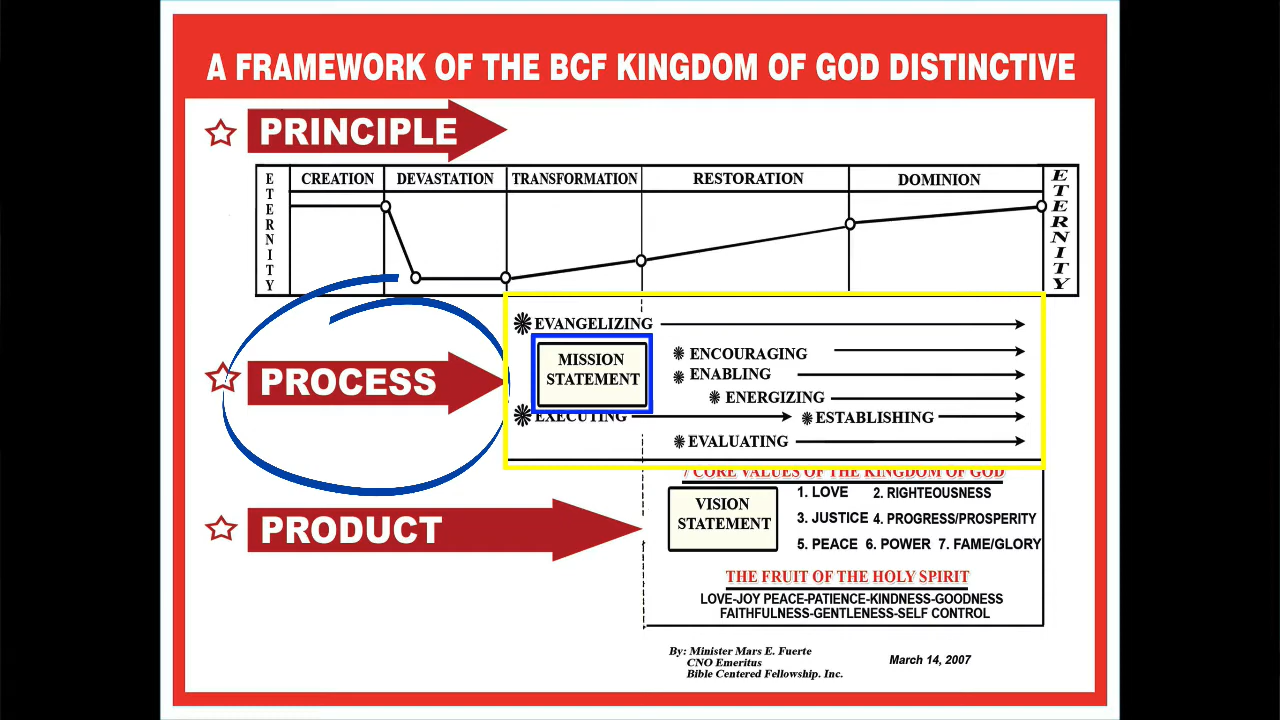 A FRAMEWORK OF THE BCF KINGDOM OF GOD DISTINCTIVE
PRINCIPLE
ETERNITY
CREATION
DEVASTATION
TRANSFORMATION
RESTORATION
DOMINION
ETERNITY
PROCESS
EVANGELIZING
MISSION
STATEMENT
ENCOURAGING
ENABLING
ENERGIZING
EXECUTING
ESTABLISHING
EVALUATING
PRODUCT
7 CORE VALUES OF THE KINGDOM OF GOD
VISION
STATEMENT
1. LOVE 2. RIGHTEOUSNESS
3. JUSTICE 4. PROGRESS/PROSPERITY
5. PEACE 6. POWER 7. FAME/GLORY
THE FRUIT OF THE HOLY SPIRIT
LOVE-JOY PEACE-PATIENCE-KINDNESS-GOODNESS
FAITHFULNESS-GENTLENESS-SELF CONTROL
By: Minister Mars E. Fuerte
CNO Emeritus
Bible Centered Fellowship. Inc.
March 14, 2007